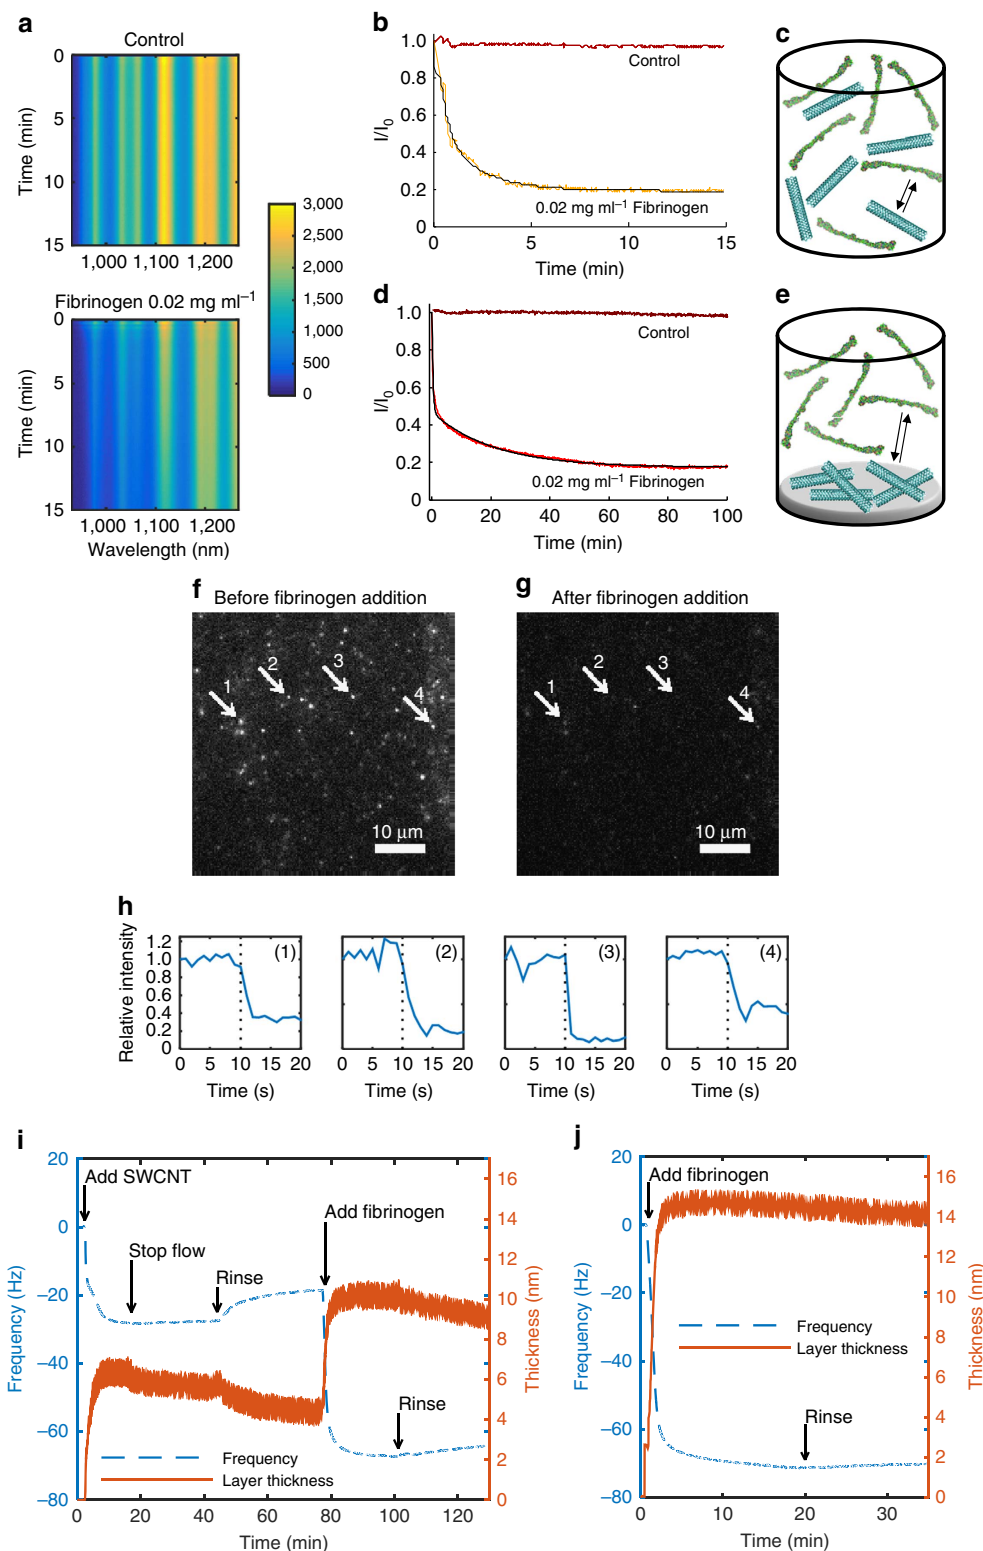 a
Control
0
5
10
15
Time (min)
1,000 1,100 1,200
Fibrinogen 0.02 mg ml⁻¹
0
5
10
15
Time (min)
1,000 1,100 1,200
Wavelength (nm)
3,000
2,500
2,000
1,500
1,000
500
0
b
1.0
0.8
0.6
0.4
0.2
0
I/I₀
Control
0.02 mg ml⁻¹ Fibrinogen
0 5 10 15
Time (min)
c
d
1.0
0.8
0.6
0.4
0.2
0
I/I₀
Control
0.02 mg ml⁻¹ Fibrinogen
0 20 40 60 80 100
Time (min)
e
f
Before fibrinogen addition
1
2
3
4
10 μm
g
After fibrinogen addition
1
2
3
4
10 μm
h
Relative intensity
1.2
1.0
0.8
0.6
0.4
0.2
0
(1)
0 5 10 15 20
Time (s)
(2)
0 5 10 15 20
Time (s)
(3)
0 5 10 15 20
Time (s)
(4)
0 5 10 15 20
Time (s)
i
20
0
−20
−40
−60
−80
Frequency (Hz)
Add SWCNT
Stop flow
Rinse
Add fibrinogen
Rinse
Frequency
Layer thickness
16
14
12
10
8
6
4
2
0
Thickness (nm)
0 20 40 60 80 100 120
Time (min)
j
20
0
−20
−40
−60
−80
Frequency (Hz)
Add fibrinogen
Frequency
Layer thickness
Rinse
16
14
12
10
8
6
4
2
0
Thickness (nm)
0 10 20 30
Time (min)